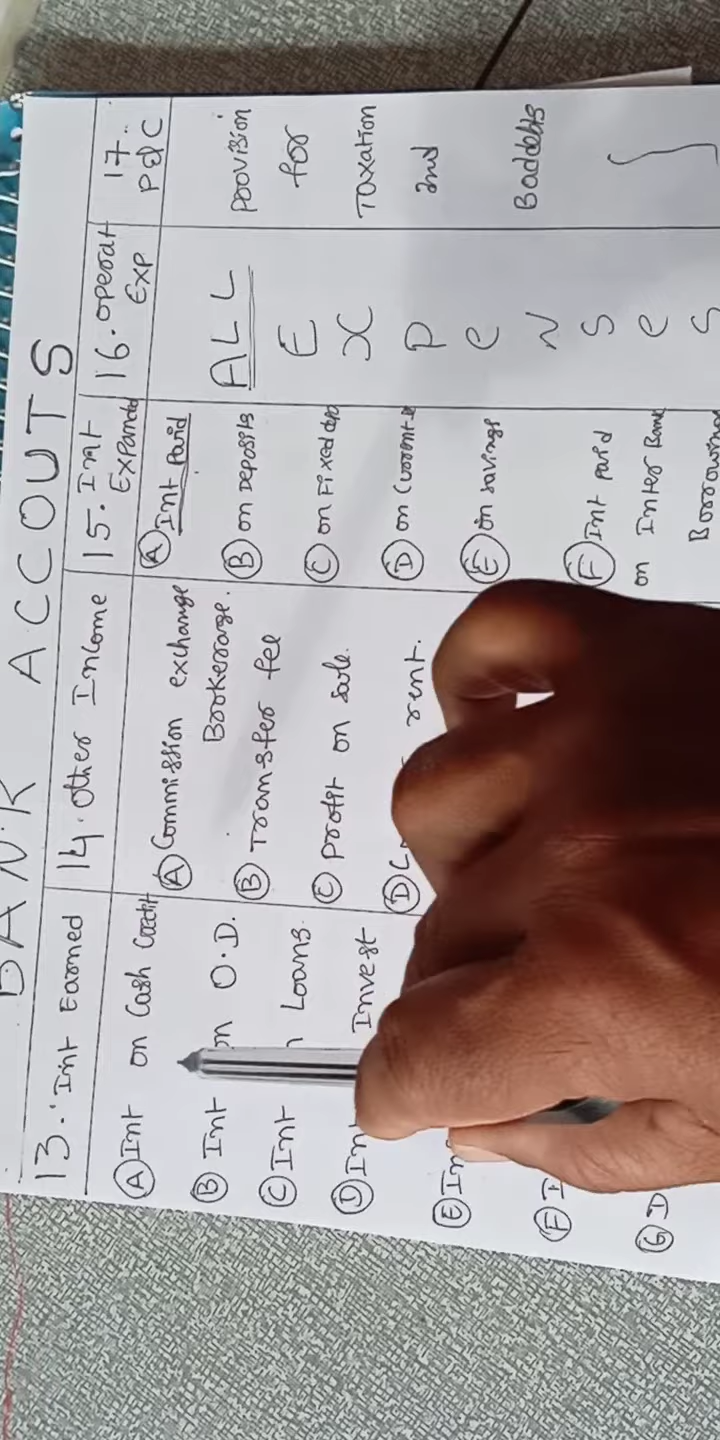 BANK ACCOUTS
13. Int Earned
(A) Int on Cash Credit
(B) Int on O.D.
(C) Int Loans.
(D) Int Invest
(E)
(F)
(G) D
14. Other Income
(A) Commission exchange
Brokerage.
(B) Transfer fee
(C) Profit on sale.
(D) rent.
15. Int
Expanded
(A) Int Paid
(B) on Deposits
(C) on Fixed dep
(D) on Current
(E) on savings
(F) Int paid
on Inter Bank
Borrowing
16. operat
Exp
ALL
E
X
P
e
N
S
e
S
17.
P&C
provision
for
Taxation
and
Baddebts